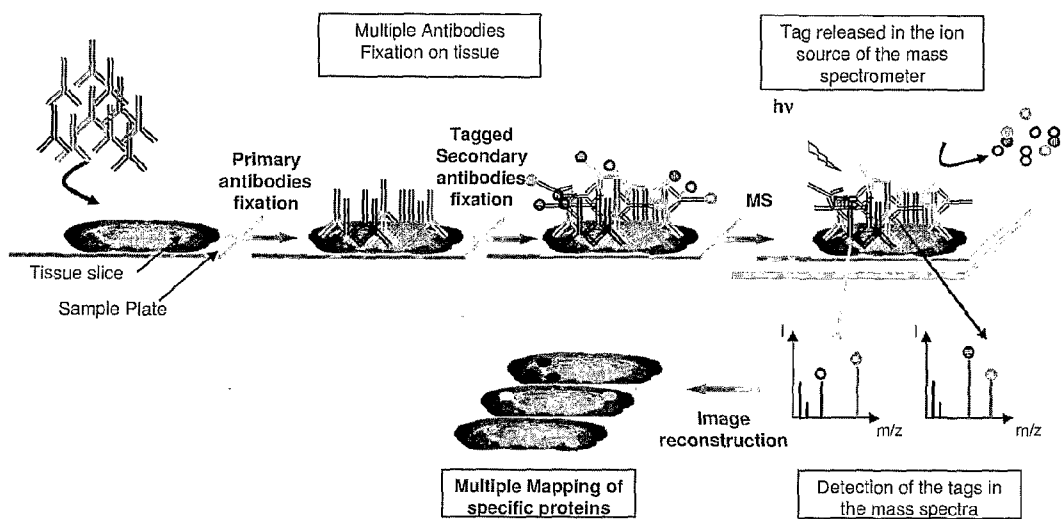 Multiple Antibodies
Fixation on tissue
Tag released in the ion
source of the mass
spectrometer
hν
Primary
antibodies
fixation
Tagged
Secondary
antibodies
fixation
MS
Tissue slice
Sample Plate
I
m/z
I
m/z
Image
reconstruction
Multiple Mapping of
specific proteins
Detection of the tags in
the mass spectra